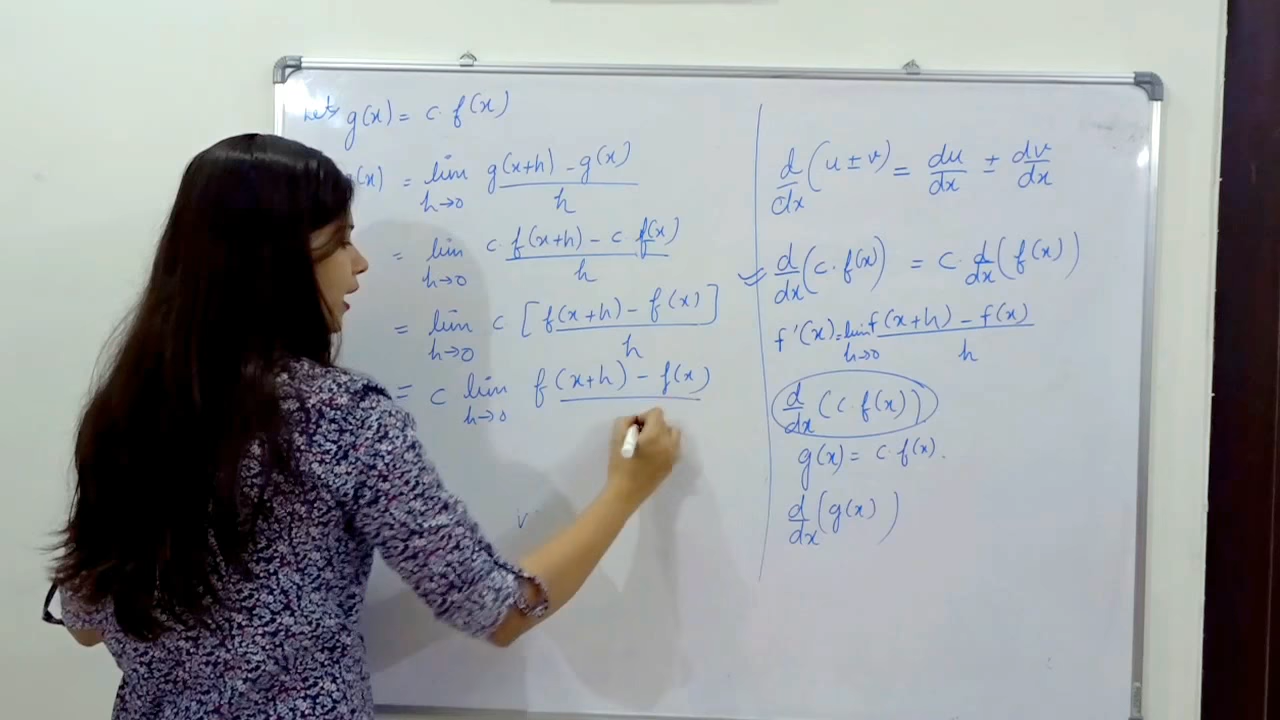 Let g(x) = c. f(x)
(x) = lim h→0 g(x+h) - g(x) / h
= lim h→0 c. f(x+h) - c f(x) / h
= lim h→0 c [f(x+h) - f(x)] / h
= c lim h→0 f(x+h) - f(x)
d/dx (u ± v) = du/dx ± dv/dx
d/dx (c. f(x)) = c. d/dx (f(x))
f'(x) = lim h→0 f(x+h) - f(x) / h
d/dx (c. f(x))
g(x) = c. f(x).
d/dx (g(x))